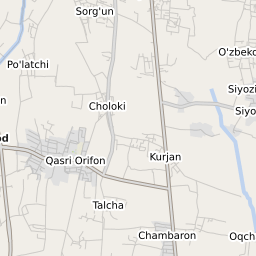 Sorg'un
O'zbeko
Po'latchi
Siyozi
Choloki
Siyo
Kurjan
Qasri Orifon
Talcha
Chambaron
Oqch